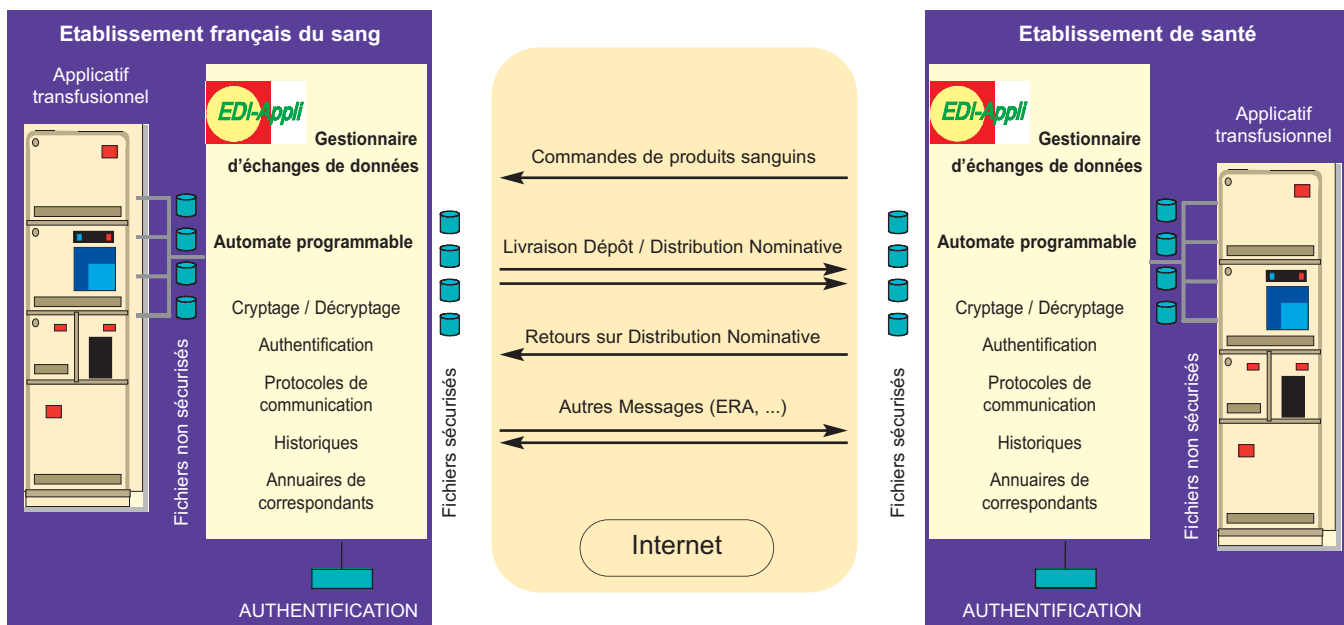 Etablissement français du sang
Applicatif
transfusionnel
EDI-Appli
Gestionnaire
d'échanges de données
Automate programmable
Cryptage / Décryptage
Authentification
Protocoles de
communication
Historiques
Annuaires de
correspondants
Fichiers non sécurisés
AUTHENTIFICATION
Fichiers sécurisés
Commandes de produits sanguins
Livraison Dépôt / Distribution Nominative
Retours sur Distribution Nominative
Autres Messages (ERA, ...)
Internet
Fichiers sécurisés
Etablissement de santé
EDI-Appli
Gestionnaire
d'échanges de données
Automate programmable
Cryptage / Décryptage
Authentification
Protocoles de
communication
Historiques
Annuaires de
correspondants
Fichiers non sécurisés
Applicatif
transfusionnel
AUTHENTIFICATION